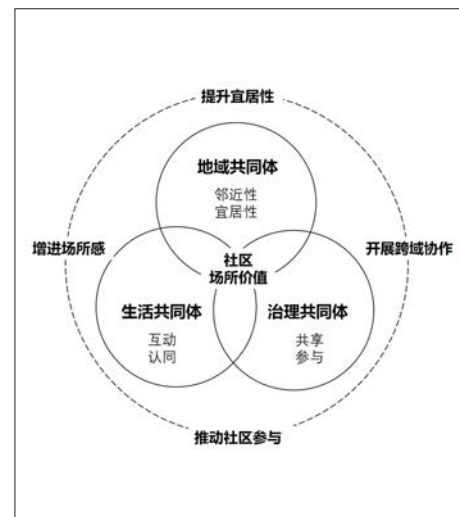 提升宜居性
地域共同体
邻近性
宜居性
增进场所感
社区
场所价值
开展跨域协作
生活共同体
互动
认同
治理共同体
共享
参与
推动社区参与